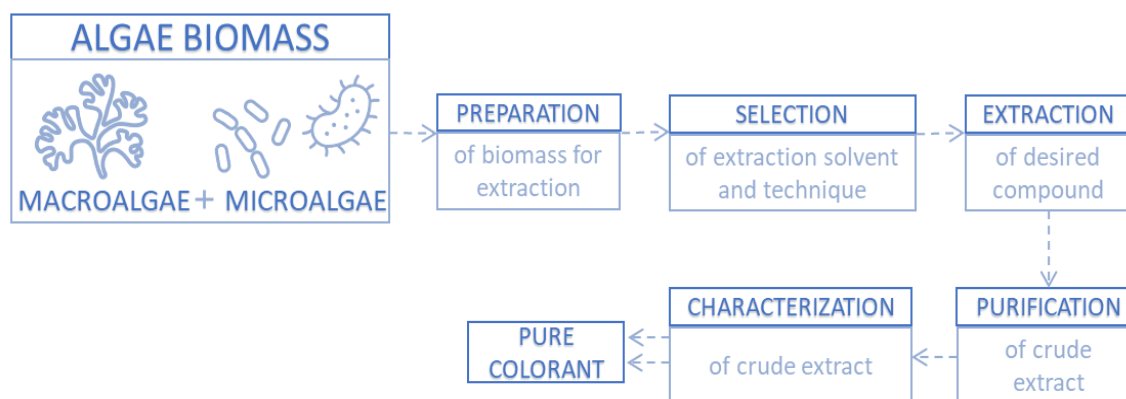 ALGAE BIOMASS
MACROALGAE + MICROALGAE
PREPARATION
of biomass for
extraction
SELECTION
of extraction solvent
and technique
EXTRACTION
of desired
compound
PURIFICATION
of crude
extract
CHARACTERIZATION
of crude extract
PURE
COLORANT